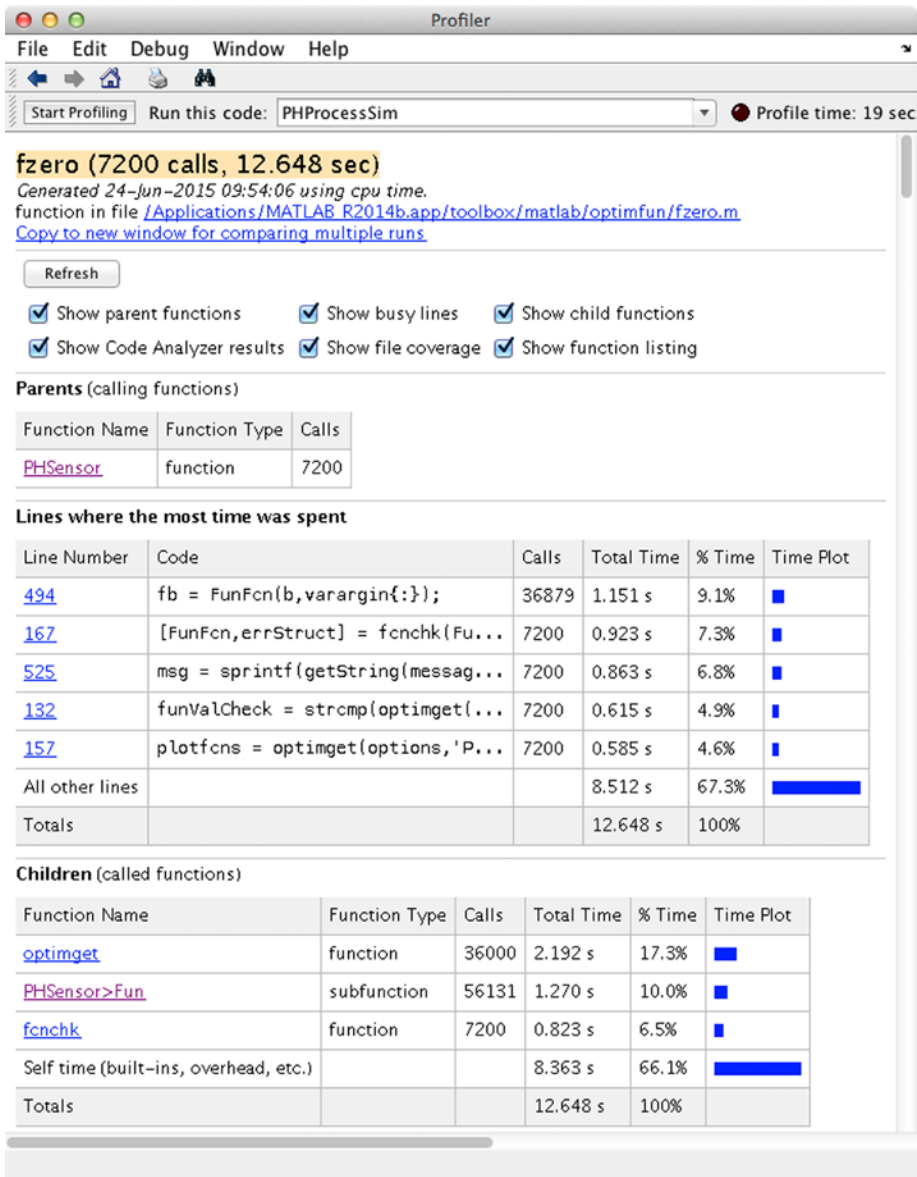 Profiler
File Edit Debug Window Help
Start Profiling Run this code: PHProcessSim Profile time: 19 sec
fzero (7200 calls, 12.648 sec)
Generated 24-Jun-2015 09:54:06 using cpu time.
function in file /Applications/MATLAB_R2014b.app/toolbox/matlab/optimfun/fzero.m
Copy to new window for comparing multiple runs
Refresh
Show parent functions Show busy lines Show child functions
Show Code Analyzer results Show file coverage Show function listing
Parents (calling functions)
Function Name Function Type Calls
PHSensor function 7200
Lines where the most time was spent
Line Number Code Calls Total Time % Time Time Plot
494 fb = FunFcn(b,varargin{:}); 36879 1.151 s 9.1%
167 [FunFcn,errStruct] = fcnchk(Fu... 7200 0.923 s 7.3%
525 msg = sprintf(getString(messag... 7200 0.863 s 6.8%
132 funValCheck = strcmp(optimget(... 7200 0.615 s 4.9%
157 plotfcns = optimget(options,'P... 7200 0.585 s 4.6%
All other lines 8.512 s 67.3%
Totals 12.648 s 100%
Children (called functions)
Function Name Function Type Calls Total Time % Time Time Plot
optimget function 36000 2.192 s 17.3%
PHSensor>Fun subfunction 56131 1.270 s 10.0%
fcnchk function 7200 0.823 s 6.5%
Self time (built-ins, overhead, etc.) 8.363 s 66.1%
Totals 12.648 s 100%